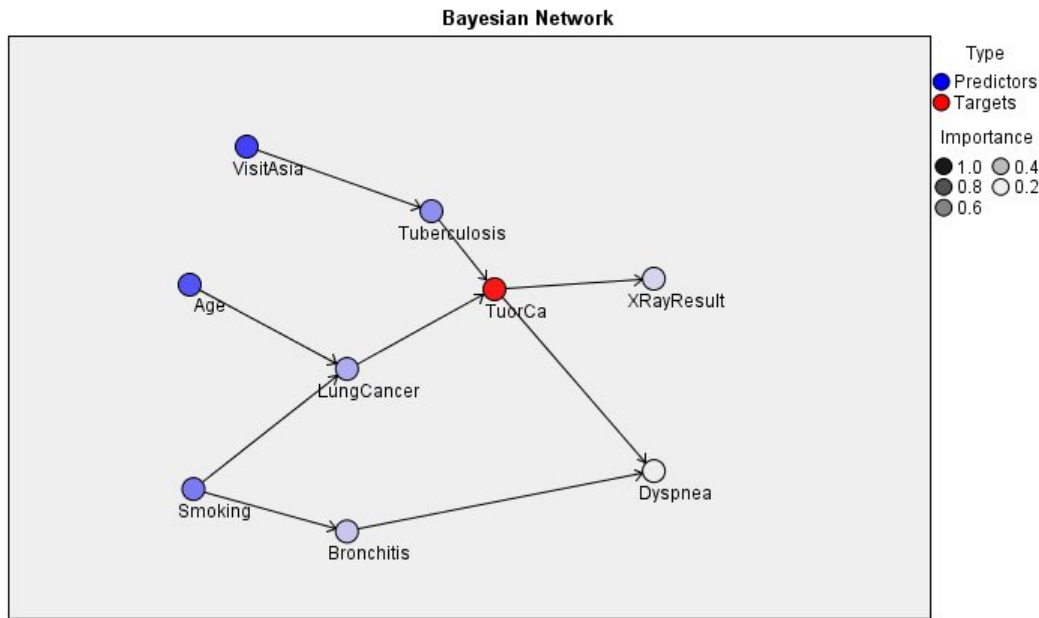 Bayesian Network
Type
Predictors
Targets
Importance
1.0 0.4
0.8 0.2
0.6
VisitAsia
Tuberculosis
Age
TuorCa
XRayResult
LungCancer
Smoking
Dyspnea
Bronchitis